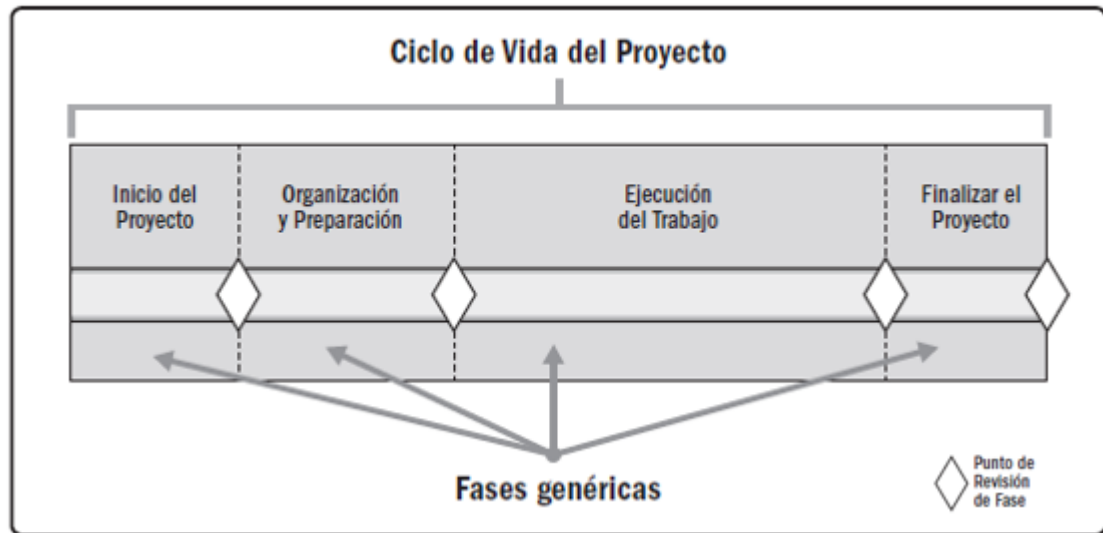 Ciclo de Vida del Proyecto
Inicio del
Proyecto
Organización
y Preparación
Ejecución
del Trabajo
Finalizar el
Proyecto
Fases genéricas
Punto de
Revisión
de Fase